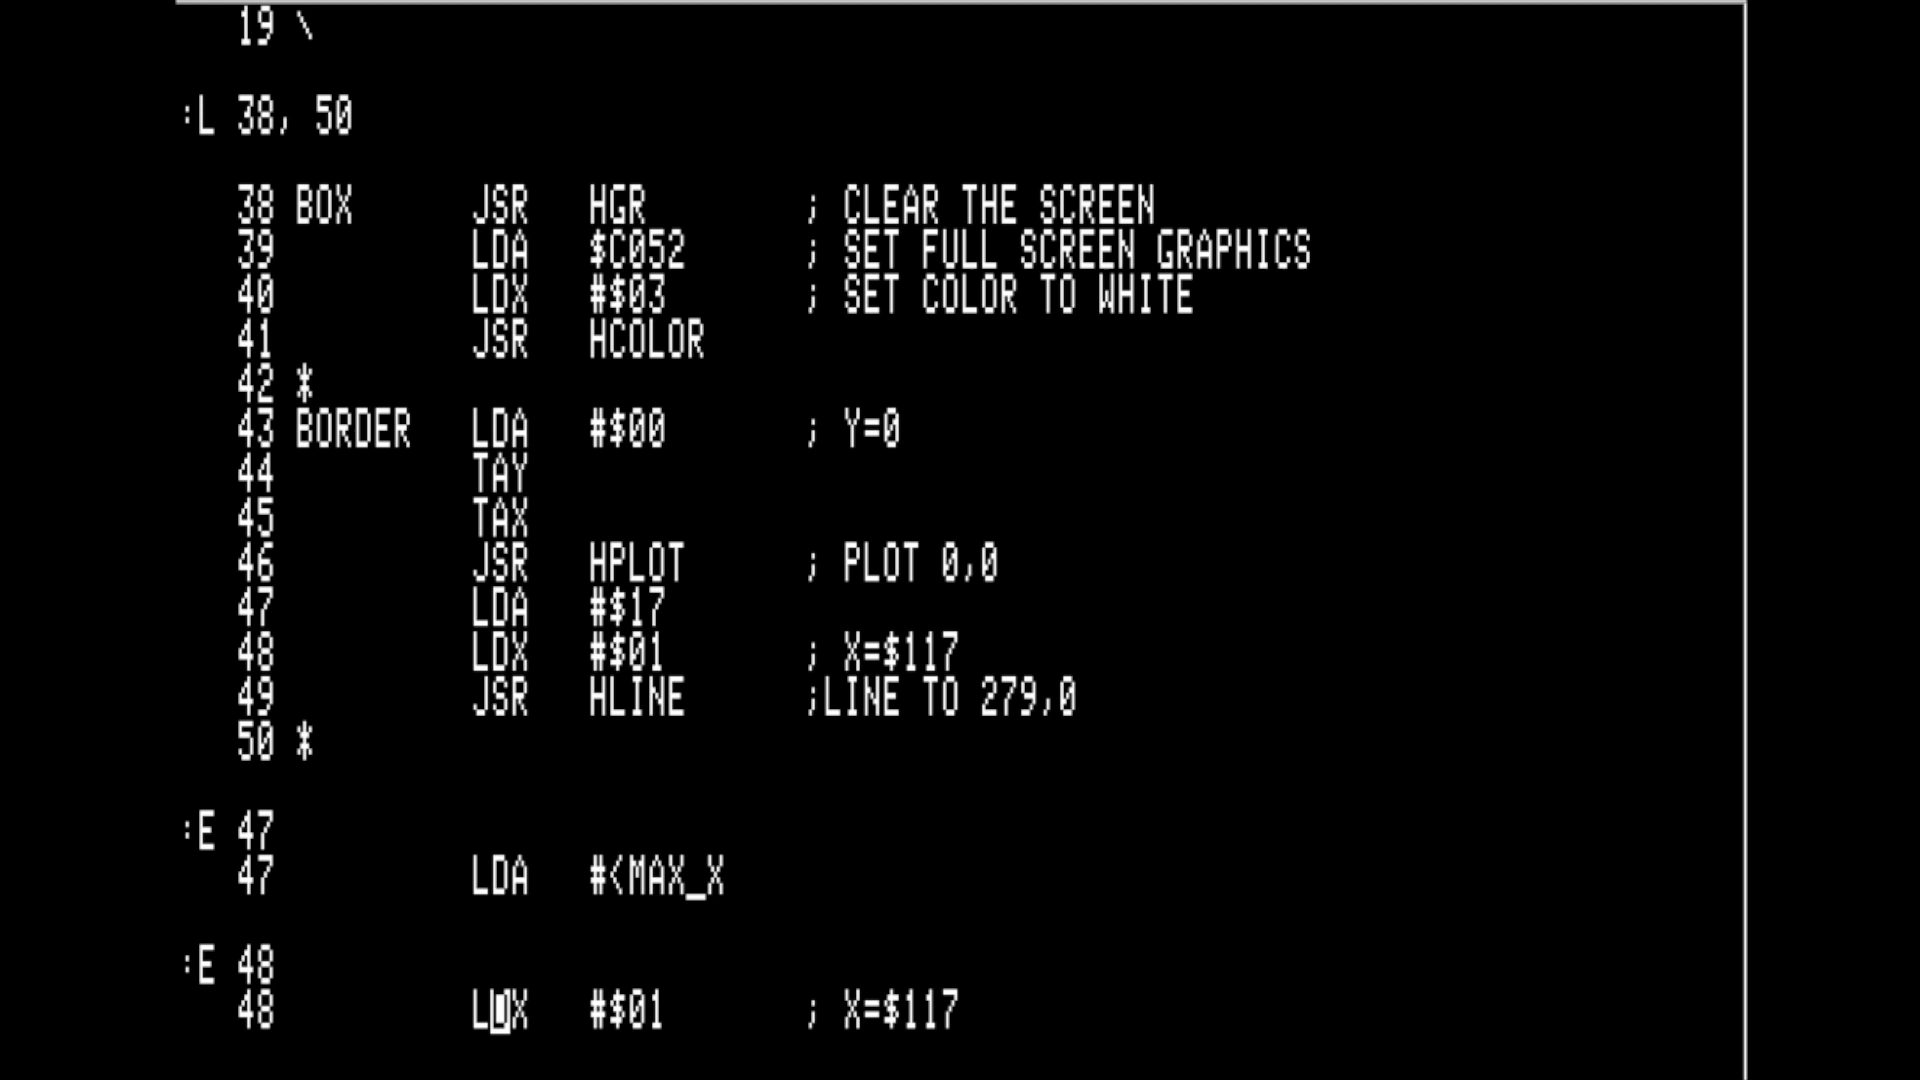 19 \
:L 38, 50
38 BOX JSR HGR ; CLEAR THE SCREEN
39 LDA $C052 ; SET FULL SCREEN GRAPHICS
40 LDX #$03 ; SET COLOR TO WHITE
41 JSR HCOLOR
42 *
43 BORDER LDA #$00 ; Y=0
44 TAY
45 TAX
46 JSR HPLOT ; PLOT 0,0
47 LDA #$17
48 LDX #$01 ; X=$117
49 JSR HLINE ;LINE TO 279,0
50 *
:E 47
47 LDA #<MAX_X
:E 48
48 LDX #$01 ; X=$117